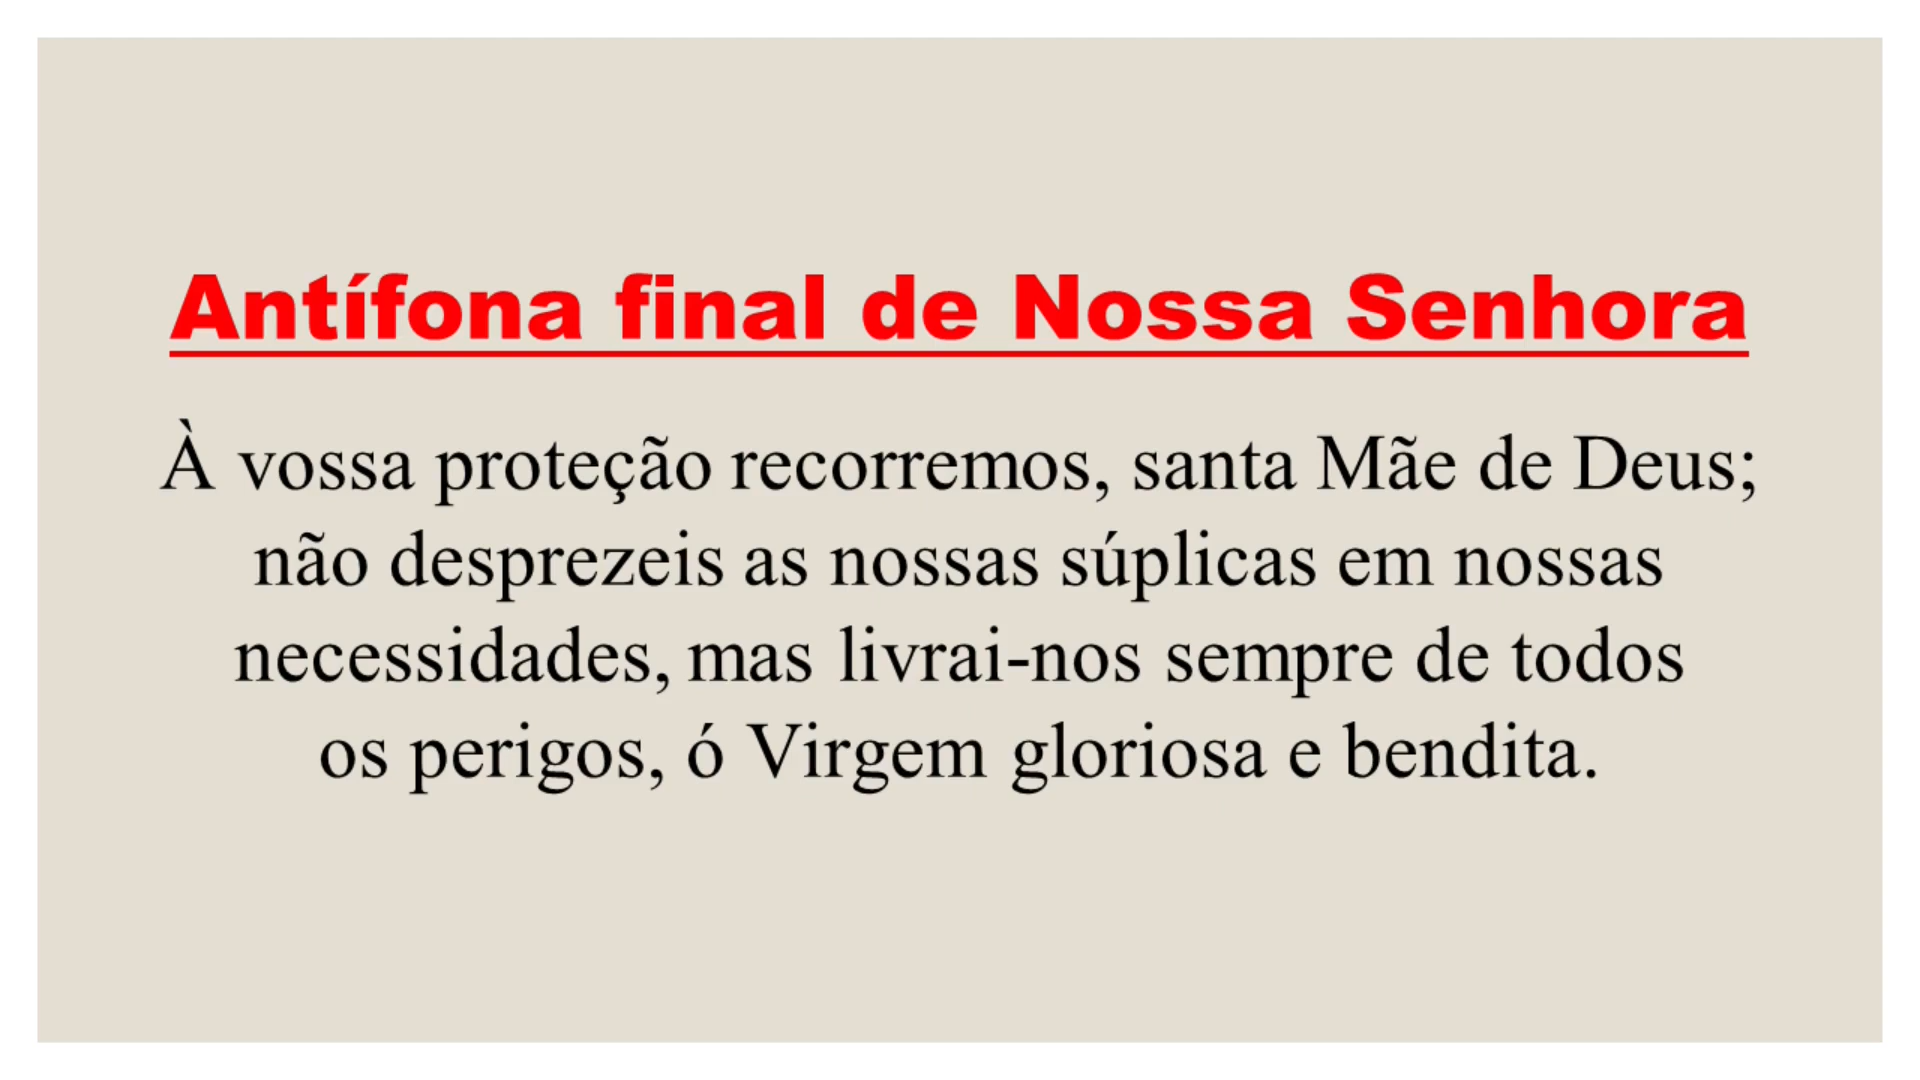 Antífona final de Nossa Senhora
À vossa proteção recorremos, santa Mãe de Deus;
não desprezeis as nossas súplicas em nossas
necessidades, mas livrai-nos sempre de todos
os perigos, ó Virgem gloriosa e bendita.